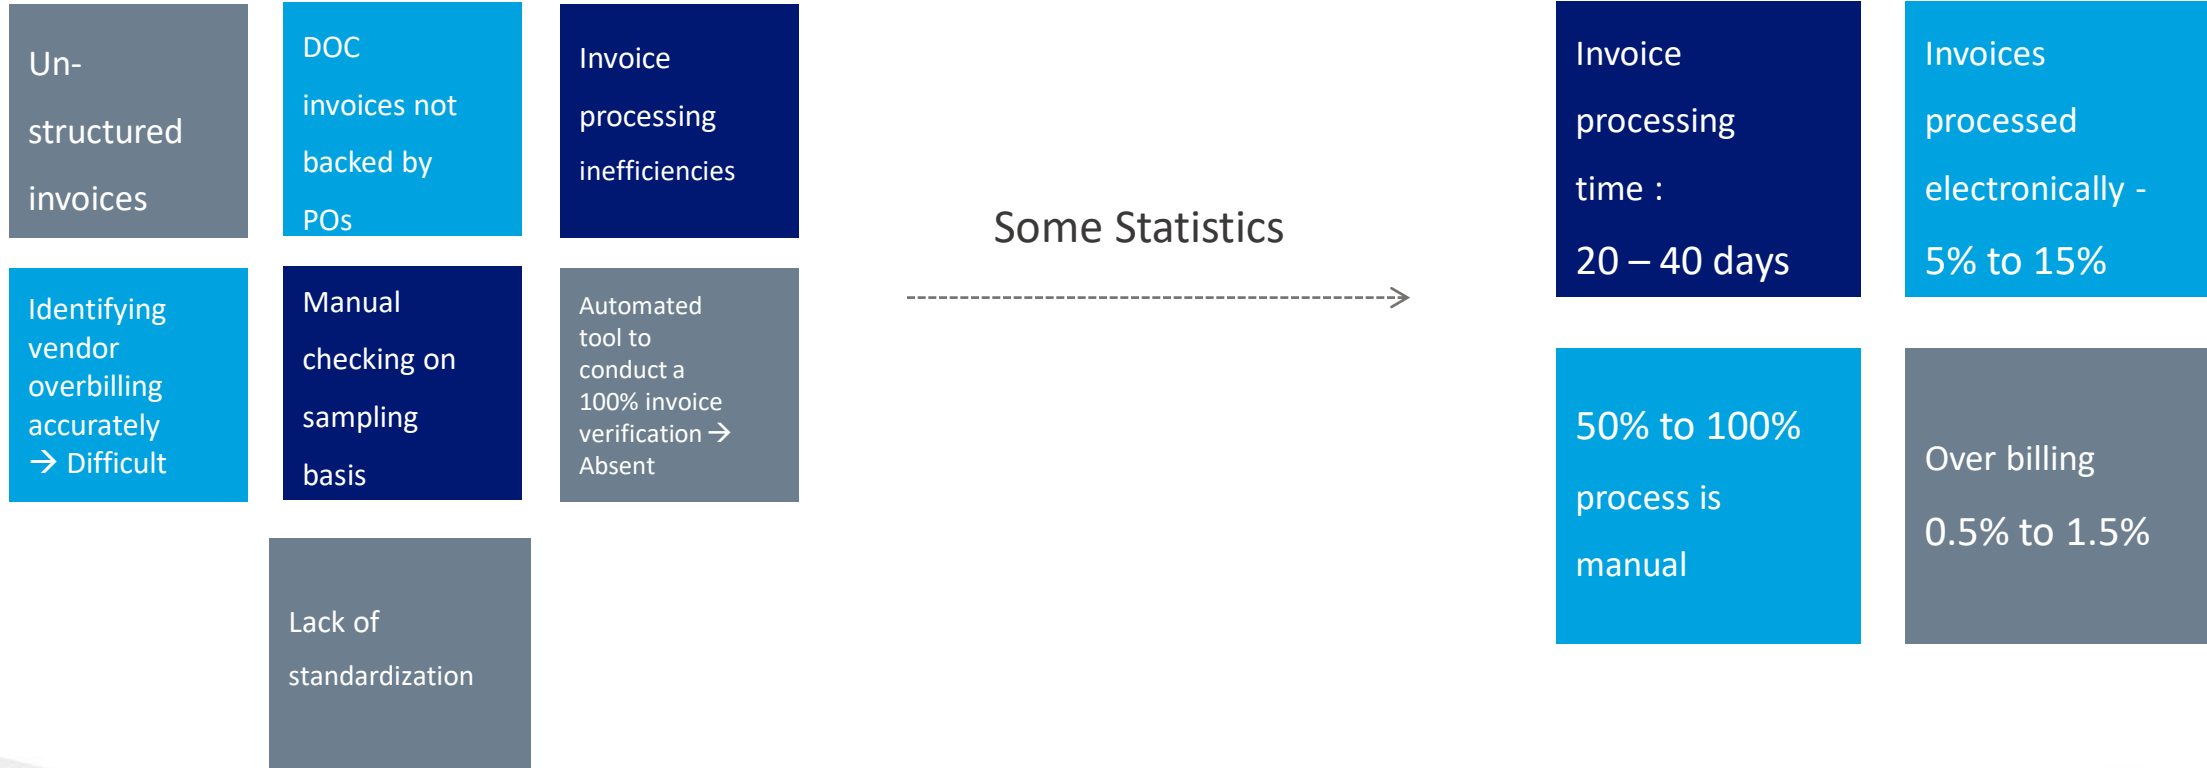 Un-
structured
invoices
DOC
invoices not
backed by
POs
Invoice
processing
inefficiencies
Identifying
vendor
overbilling
accurately
→ Difficult
Manual
checking on
sampling
basis
Automated
tool to
conduct a
100% invoice
verification →
Absent
Lack of
standardization
Some Statistics
Invoice
processing
time :
20 – 40 days
Invoices
processed
electronically -
5% to 15%
50% to 100%
process is
manual
Over billing
0.5% to 1.5%